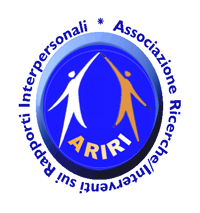 Associazione Ricerche/Interventi sui Rapporti Interpersonali *
ARIRI